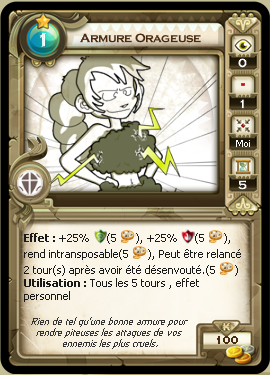 1
ARMURE ORAGEUSE
0
1
Moi
5
Effet : +25% (5 ), +25% (5 ),
rend intransposable(5 ), Peut être relancé
2 tour(s) après avoir été désenvouté.(5 )
Utilisation : Tous les 5 tours , effet
personnel
Rien de tel qu'une bonne armure pour
rendre piteuses les attaques de vos
ennemis les plus cruels.
K
100